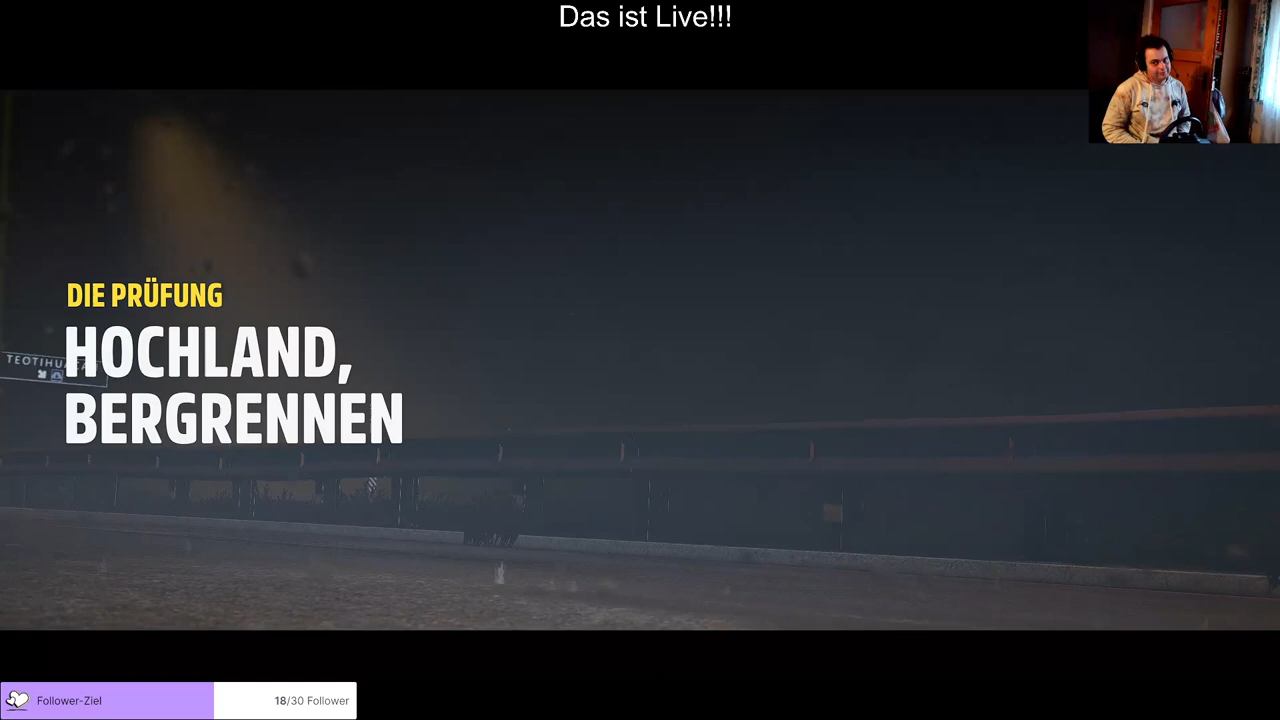 Das ist Live!!!
DIE PRÜFUNG
HOCHLAND,
BERGRENNEN
Follower-Ziel
18/30 Follower